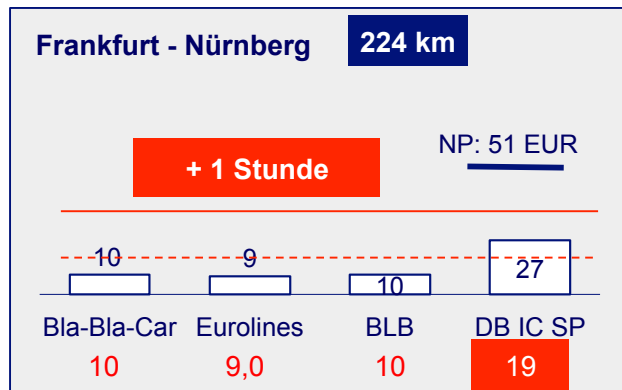 Frankfurt - Nürnberg 224 km
NP: 51 EUR
+ 1 Stunde
10 9 10 27
Bla-Bla-Car Eurolines BLB DB IC SP
10 9,0 10 19